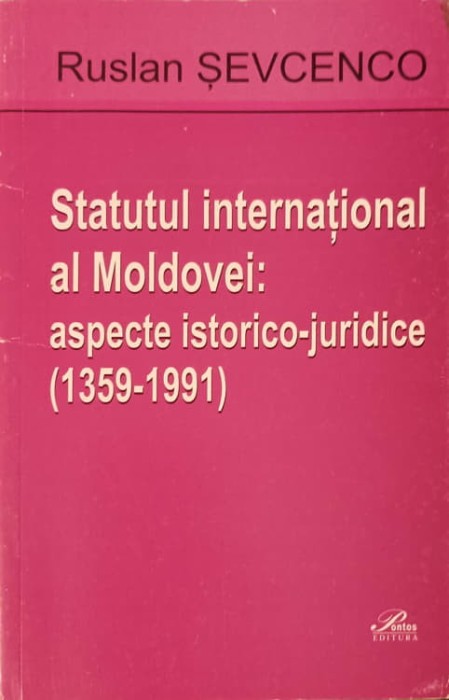 Ruslan ȘEVCENCO
Statutul internațional
al Moldovei:
aspecte istorico-juridice
(1359-1991)
Pontos
EDITURA